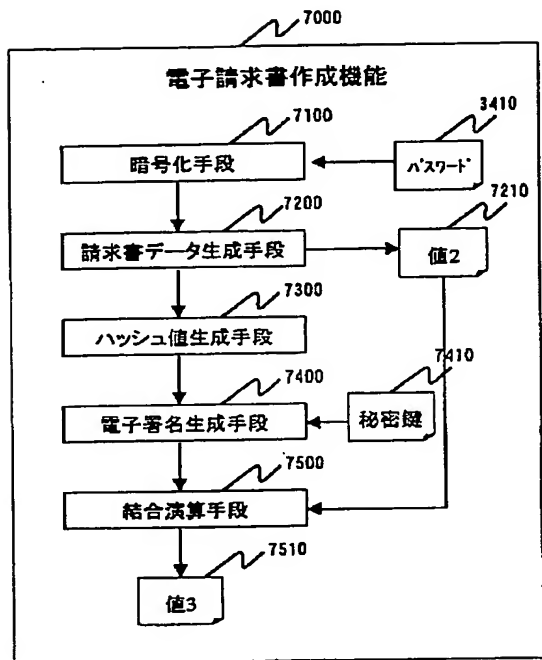 7000
電子請求書作成機能
7100
3410
暗号化手段
パスワード
7200
7210
請求書データ生成手段
値2
7300
ハッシュ値生成手段
7400
7410
電子署名生成手段
秘密鍵
7500
結合演算手段
7510
値3